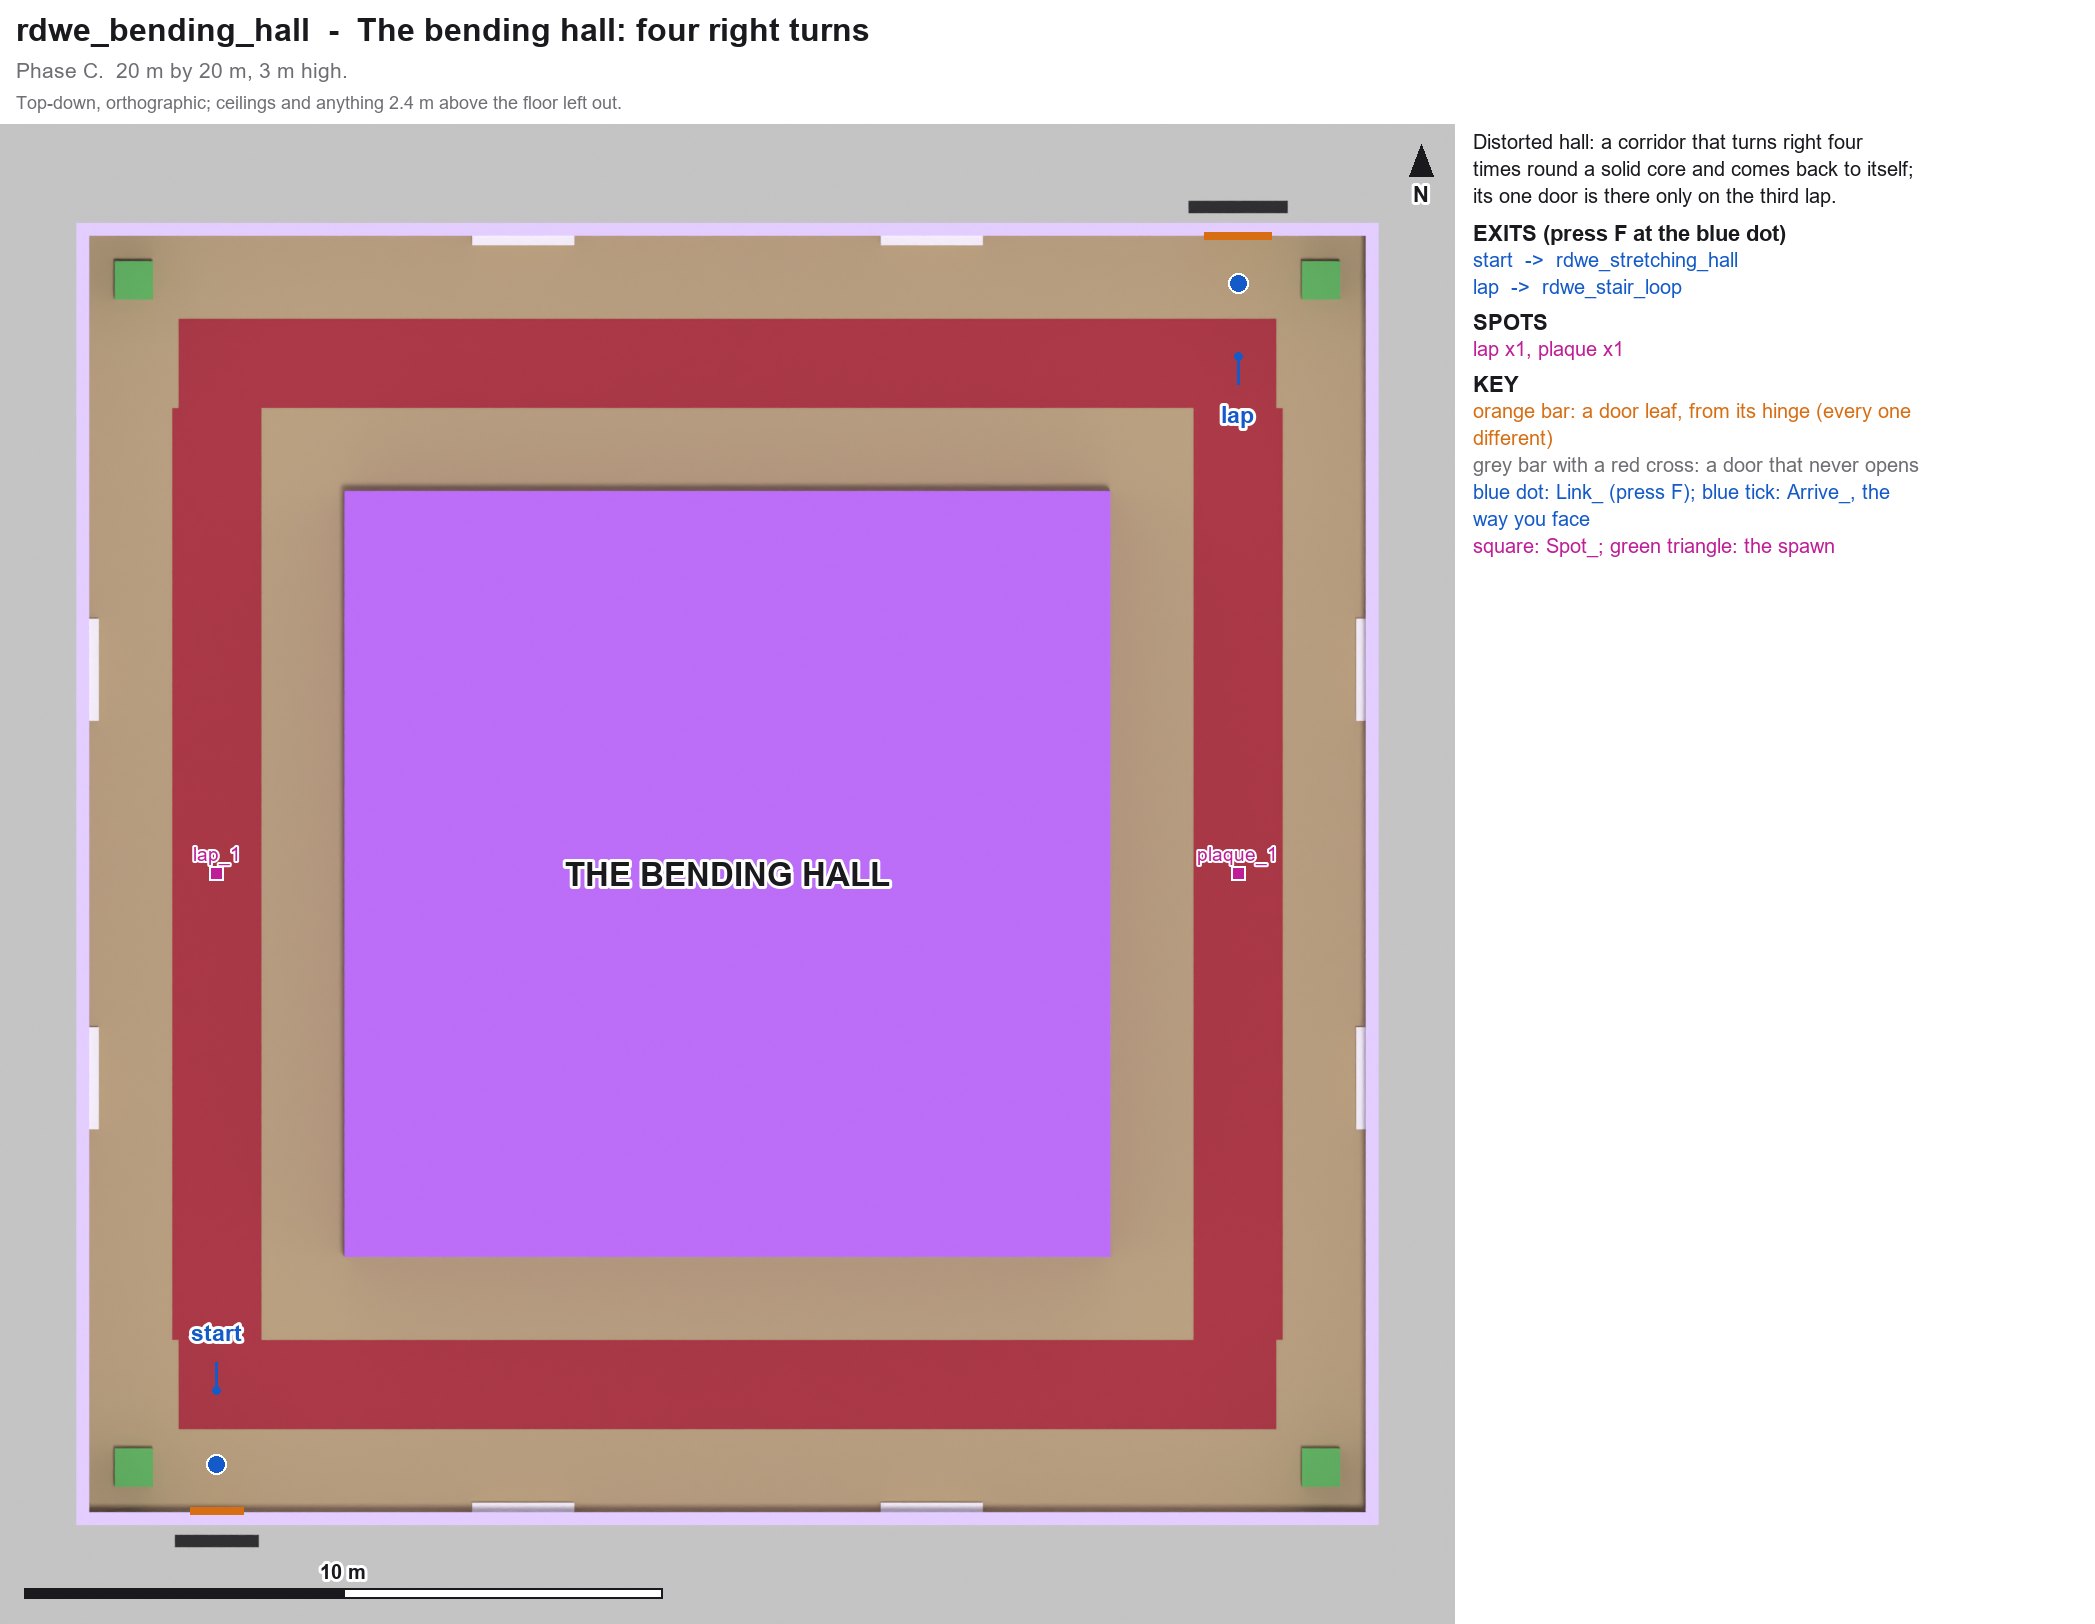 rdwe_bending_hall - The bending hall: four right turns
Phase C. 20 m by 20 m, 3 m high.
Top-down, orthographic; ceilings and anything 2.4 m above the floor left out.
N
lap
lap_1
plaque_1
THE BENDING HALL
start
10 m
Distorted hall: a corridor that turns right four
times round a solid core and comes back to itself;
its one door is there only on the third lap.
EXITS (press F at the blue dot)
start -> rdwe_stretching_hall
lap -> rdwe_stair_loop
SPOTS
lap x1, plaque x1
KEY
orange bar: a door leaf, from its hinge (every one
different)
grey bar with a red cross: a door that never opens
blue dot: Link_ (press F); blue tick: Arrive_, the
way you face
square: Spot_; green triangle: the spawn